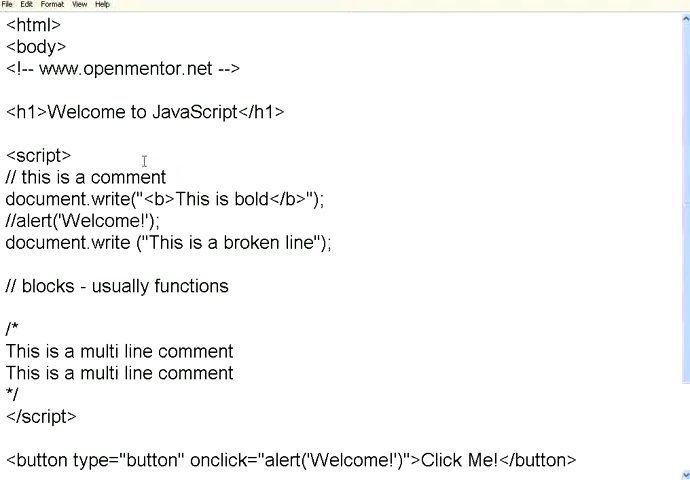 File Edit Format View Help
<html>
<body>
<!-- www.openmentor.net -->
<h1>Welcome to JavaScript</h1>
<script>
// this is a comment
document.write("<b>This is bold</b>");
//alert('Welcome!');
document.write ("This is a broken line");
// blocks - usually functions
/*
This is a multi line comment
This is a multi line comment
*/
</script>
<button type="button" onclick="alert('Welcome!')">Click Me!</button>